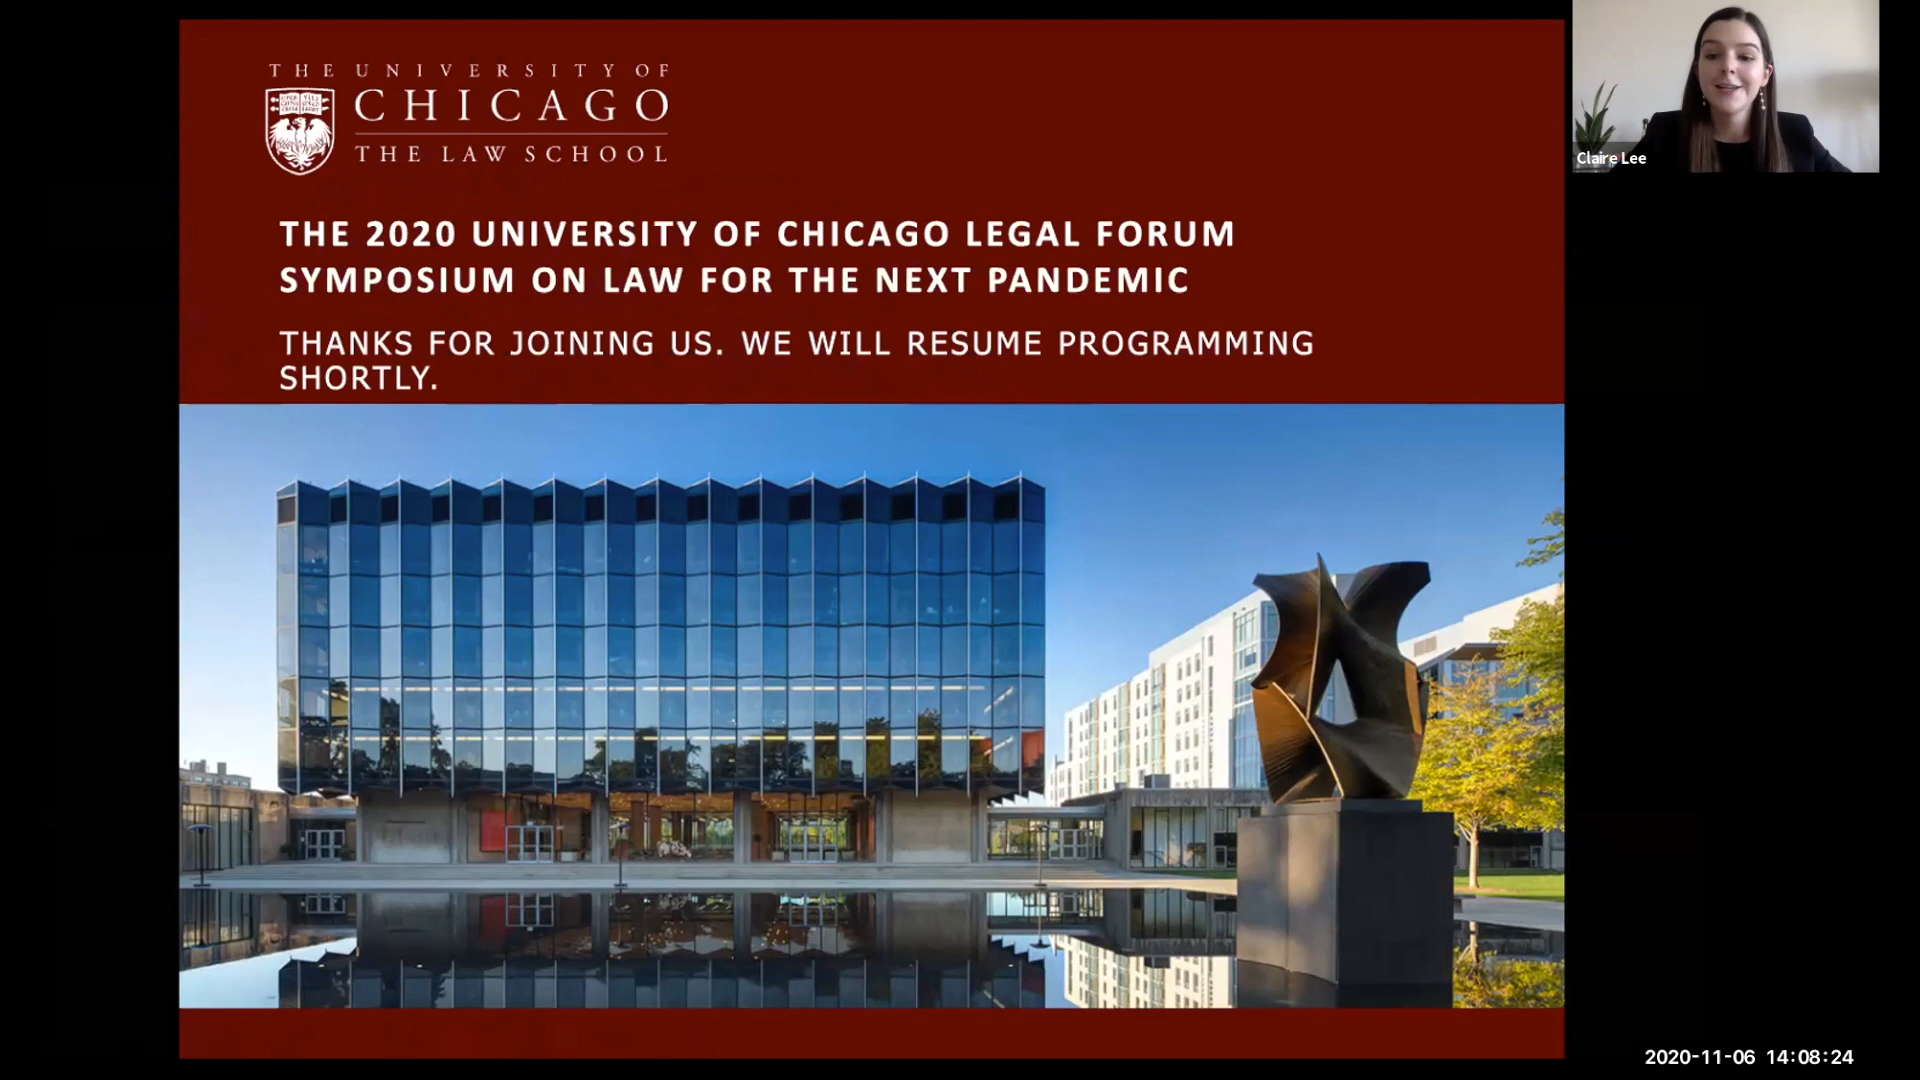 THE UNIVERSITY OF
CHICAGO
THE LAW SCHOOL
THE 2020 UNIVERSITY OF CHICAGO LEGAL FORUM
SYMPOSIUM ON LAW FOR THE NEXT PANDEMIC
THANKS FOR JOINING US. WE WILL RESUME PROGRAMMING
SHORTLY.
Claire Lee
2020-11-06 14:08:24